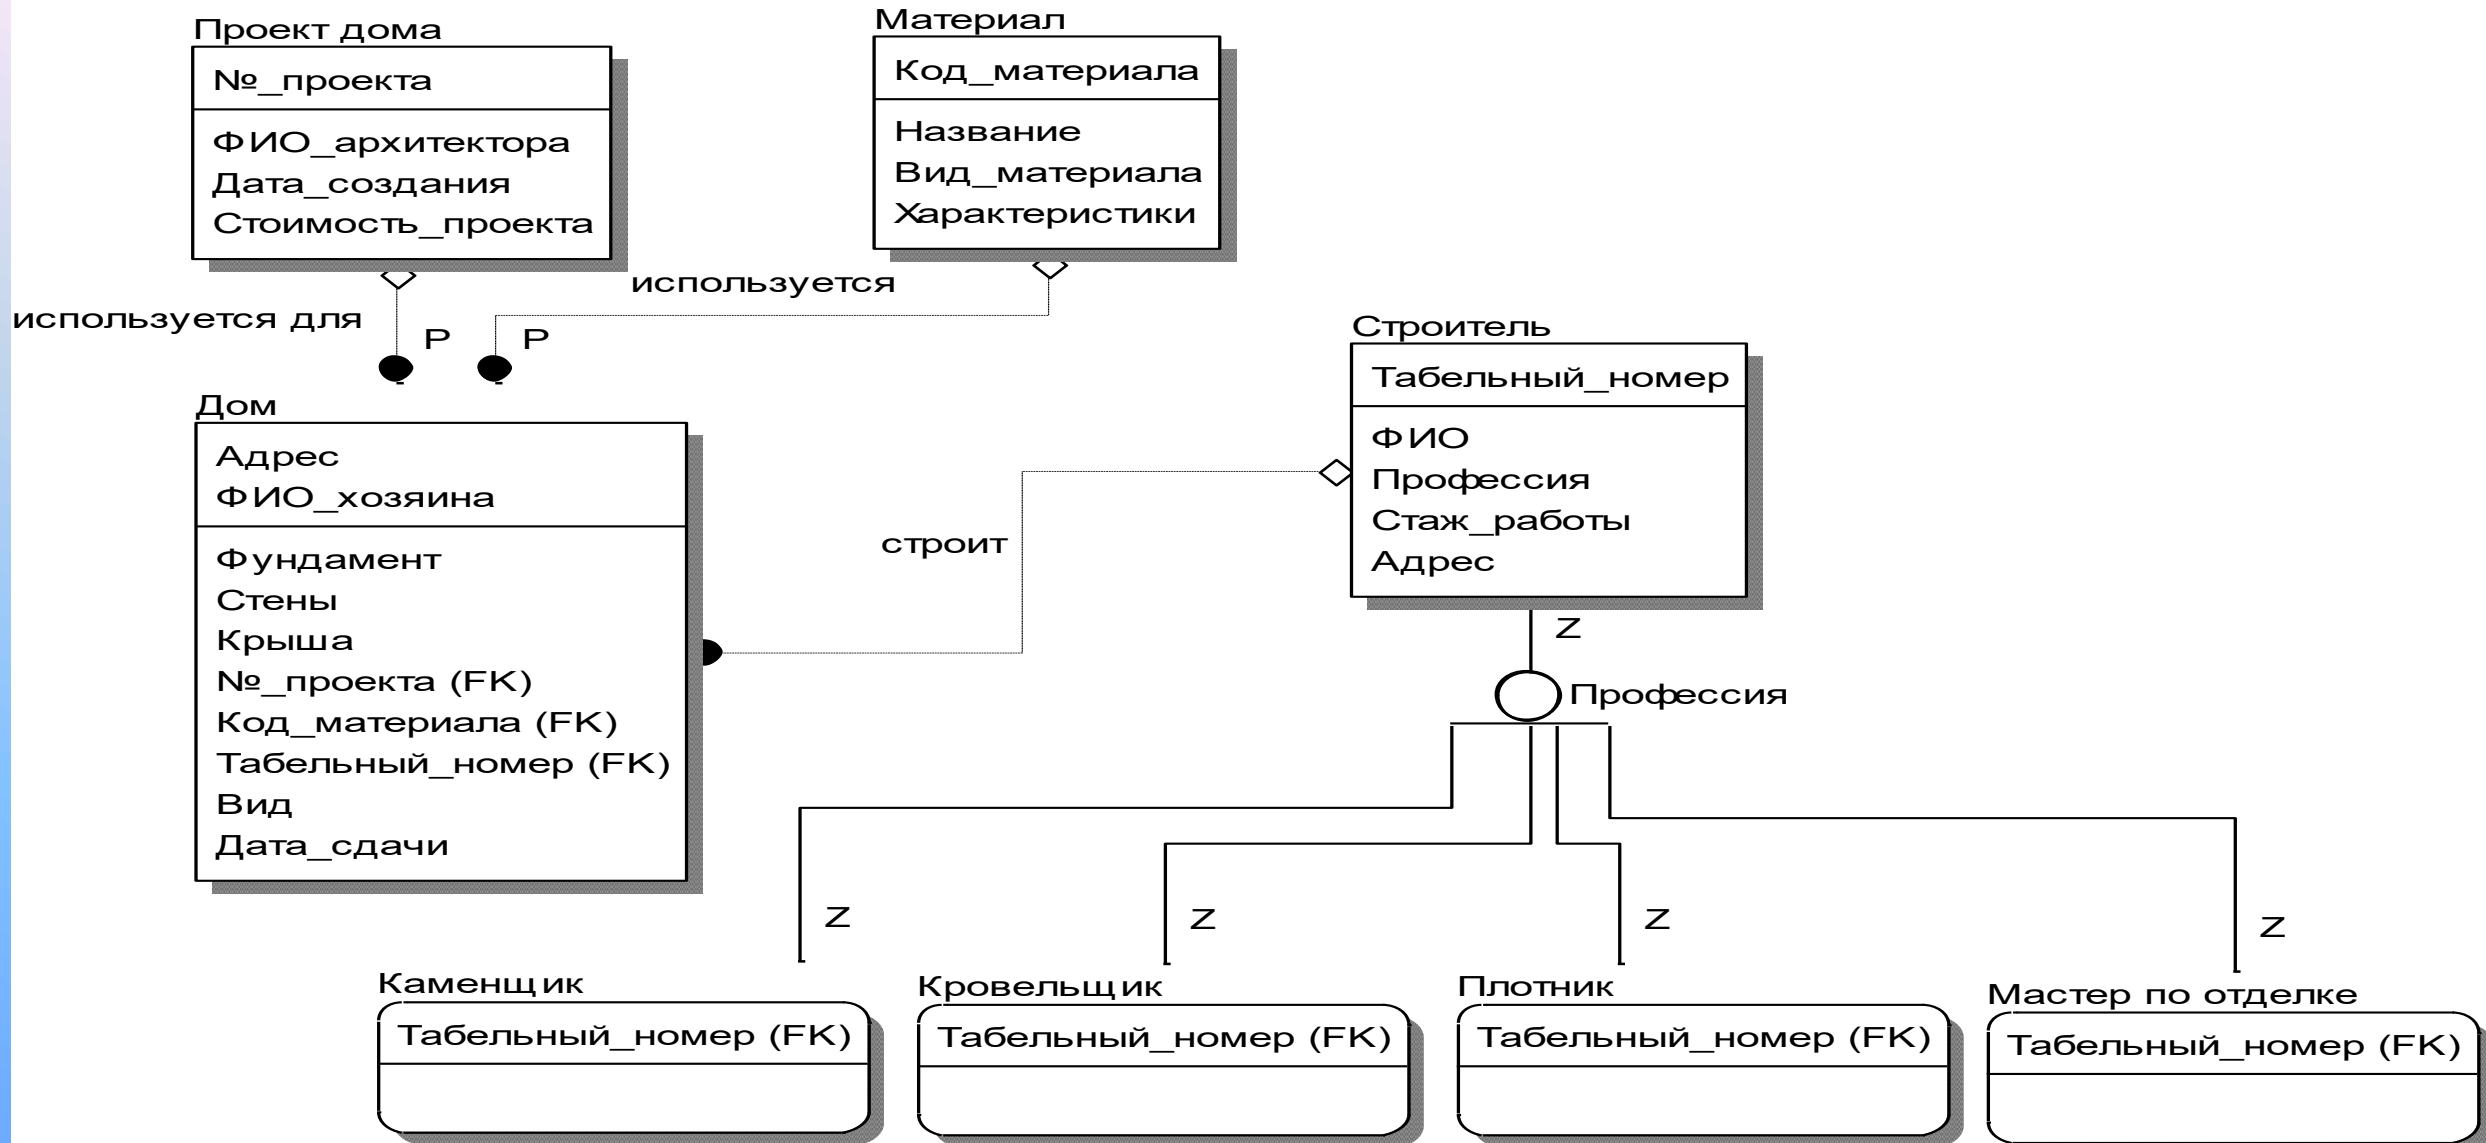 Проект дома
№_проекта
ФИО_архитектора
Дата_создания
Стоимость_проекта
Материал
Код_материала
Название
Вид_материала
Характеристики
используется для
P
используется
P
Дом
Адрес
ФИО_хозяина
Фундамент
Стены
Крыша
№_проекта (FK)
Код_материала (FK)
Табельный_номер (FK)
Вид
Дата_сдачи
строит
Строитель
Табельный_номер
ФИО
Профессия
Стаж_работы
Адрес
Z
Профессия
Z
Z
Z
Z
Каменщик
Табельный_номер (FK)
Кровельщик
Табельный_номер (FK)
Плотник
Табельный_номер (FK)
Мастер по отделке
Табельный_номер (FK)